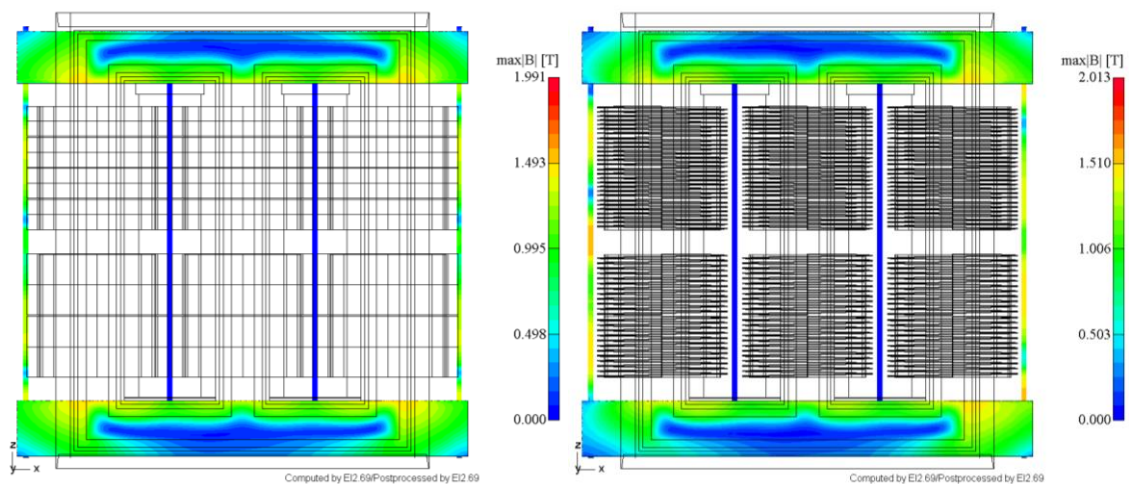 max|B| [T]
1.991
1.493
0.995
0.498
0.000
z
y x
Computed by EI2.69/Postprocessed by EI2.69
max|B| [T]
2.013
1.510
1.006
0.503
0.000
z
y x
Computed by EI2.69/Postprocessed by EI2.69